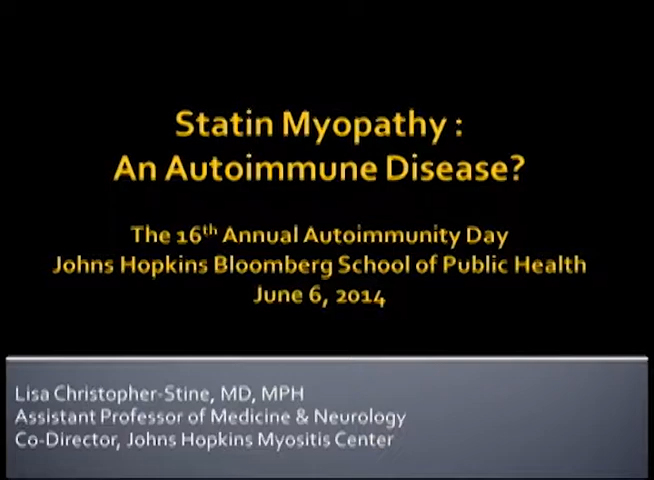 Statin Myopathy :
An Autoimmune Disease?
The 16th Annual Autoimmunity Day
Johns Hopkins Bloomberg School of Public Health
June 6, 2014
Lisa Christopher-Stine, MD, MPH
Assistant Professor of Medicine & Neurology
Co-Director, Johns Hopkins Myositis Center